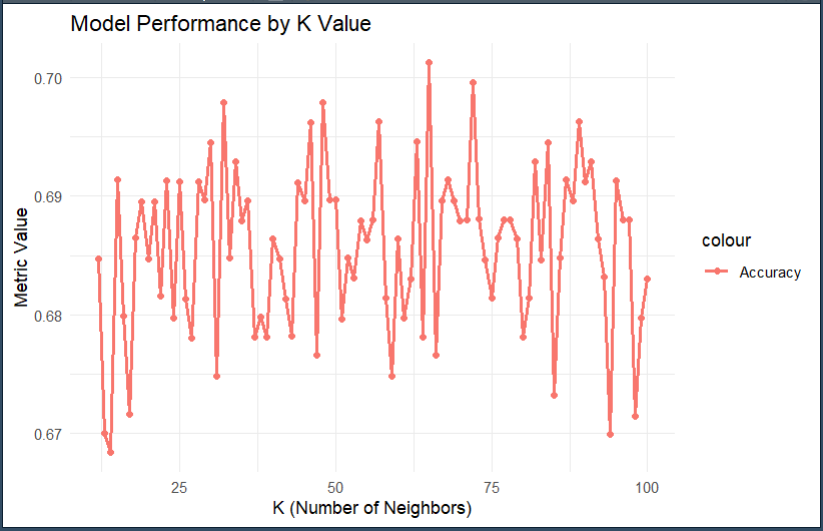 Model Performance by K Value
0.70
0.69
0.68
0.67
Metric Value
25
50
75
100
K (Number of Neighbors)
colour
Accuracy